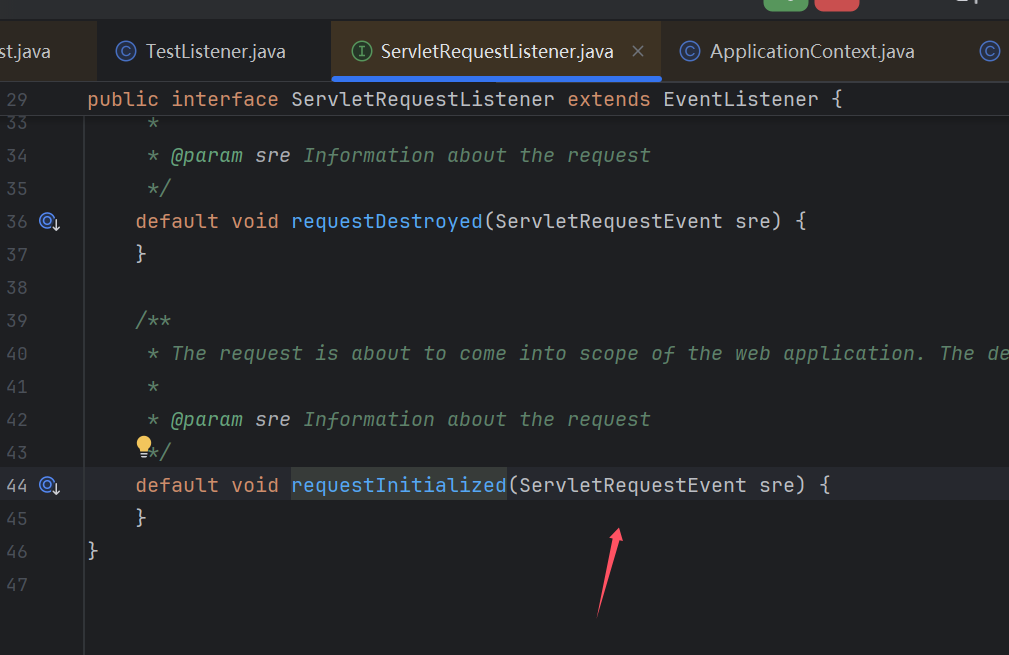 st.java TestListener.java ServletRequestListener.java ApplicationContext.java
29 public interface ServletRequestListener extends EventListener {
33 *
34 * @param sre Information about the request
35 */
36 default void requestDestroyed(ServletRequestEvent sre) {
37 }
38
39 /**
40 * The request is about to come into scope of the web application. The de
41 *
42 * @param sre Information about the request
43 */
44 default void requestInitialized(ServletRequestEvent sre) {
45 }
46 }
47